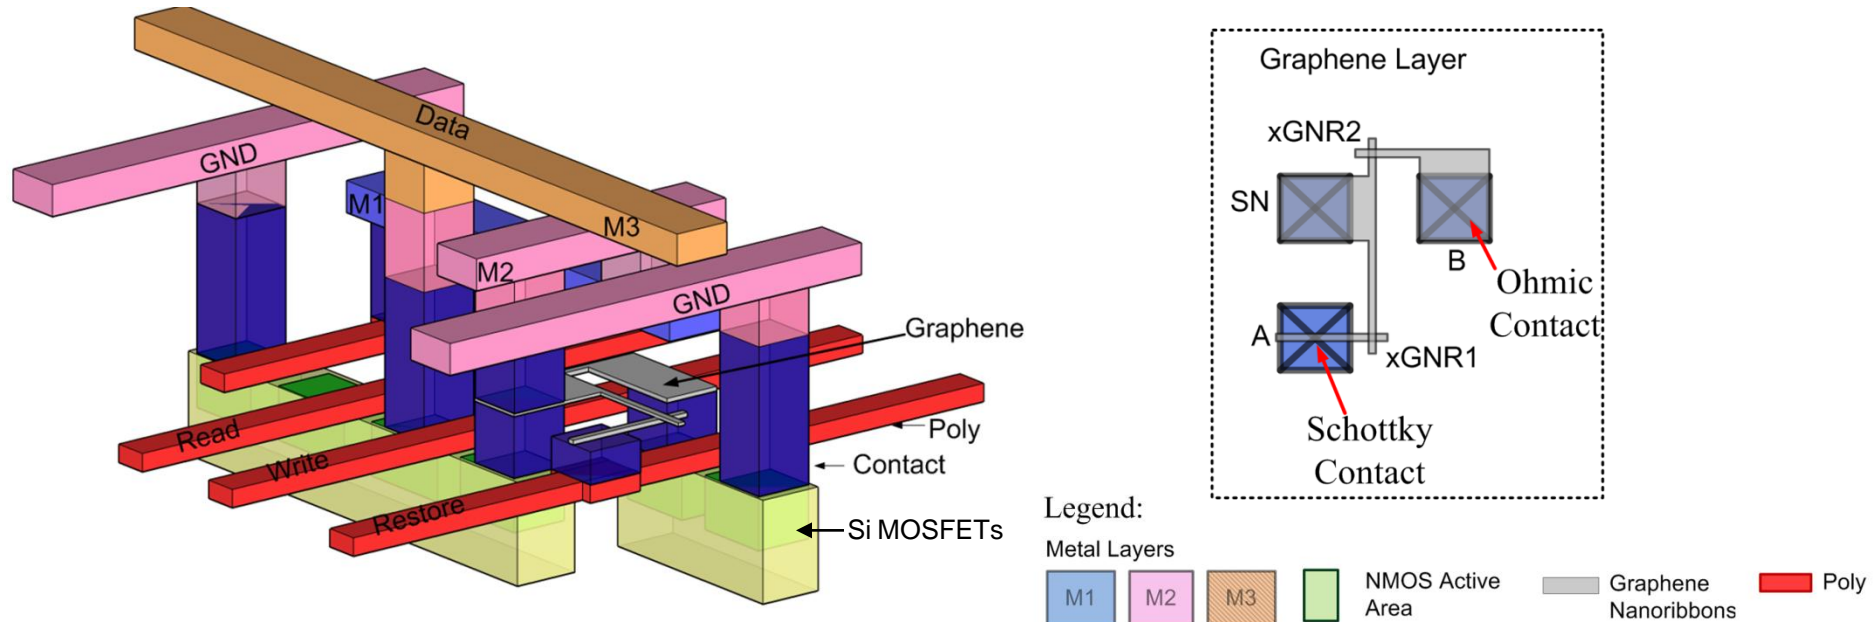 Data
GND
M1
M3
M2
GND
Graphene
Read
Poly
Write
Contact
Restore
Si MOSFETs
Graphene Layer
xGNR2
SN
B
Ohmic
Contact
A
xGNR1
Schottky
Contact
Legend:
Metal Layers
M1
M2
M3
NMOS Active
Area
Graphene
Nanoribbons
Poly